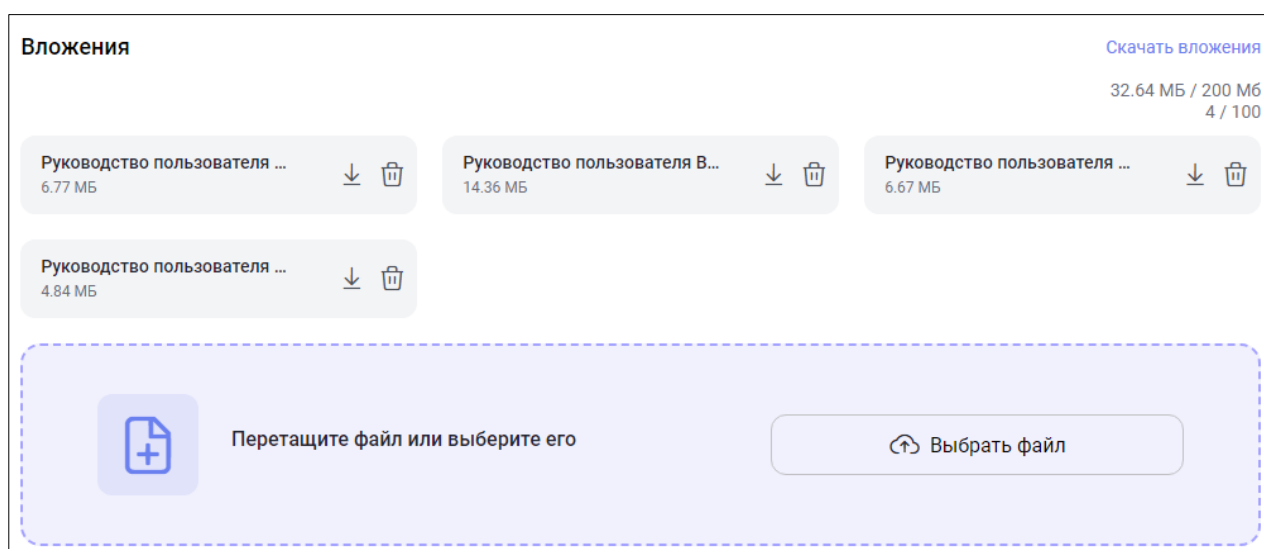 Вложения
Скачать вложения
32.64 МБ / 200 Мб
4 / 100
Руководство пользователя ...
6.77 МБ
Руководство пользователя В...
14.36 МБ
Руководство пользователя ...
6.67 МБ
Руководство пользователя ...
4.84 МБ
Перетащите файл или выберите его
Выбрать файл